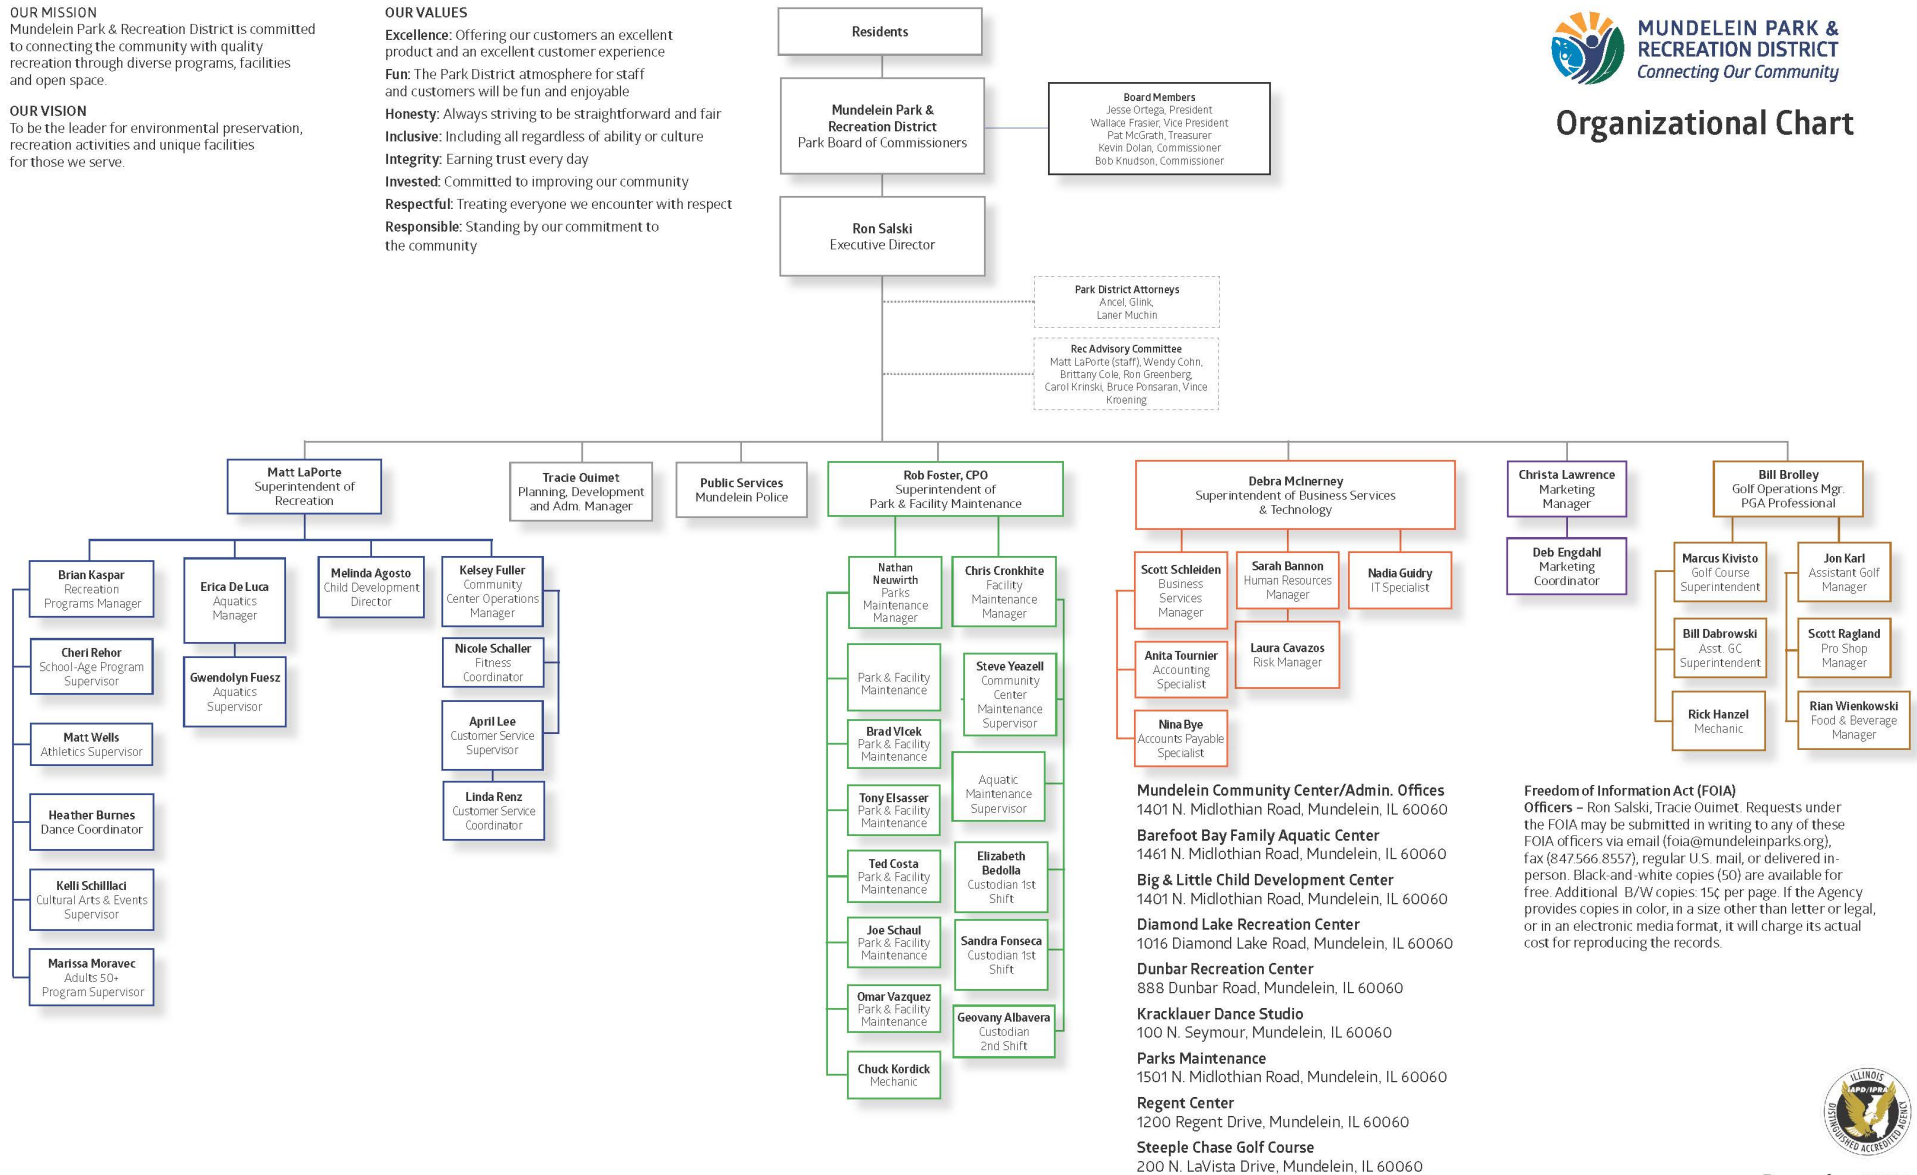 OUR MISSION
Mundelein Park & Recreation District is committed
to connecting the community with quality
recreation through diverse programs, facilities
and open space.
OUR VISION
To be the leader for environmental preservation,
recreation activities and unique facilities
for those we serve.
OUR VALUES
Excellence: Offering our customers an excellent
product and an excellent customer experience
Fun: The Park District atmosphere for staff
and customers will be fun and enjoyable
Honesty: Always striving to be straightforward and fair
Inclusive: Including all regardless of ability or culture
Integrity: Earning trust every day
Invested: Committed to improving our community
Respectful: Treating everyone we encounter with respect
Responsible: Standing by our commitment to
the community
Residents
Mundelein Park &
Recreation District
Park Board of Commissioners
Board Members
Jesse Ortega, President
Wallace Frasier, Vice President
Pat McGrath, Treasurer
Kevin Dolan, Commissioner
Bob Knudson, Commissioner
Ron Salski
Executive Director
MUNDELEIN PARK &
RECREATION DISTRICT
Connecting Our Community
Organizational Chart
Park District Attorneys
Ancel, Glink,
Laner Muchin
Rec Advisory Committee
Matt LaPorte (staff), Wendy Cohn,
Brittany Cole, Ron Greenberg,
Carol Krinski, Bruce Ponsaran, Vince
Kroening
Matt LaPorte
Superintendent of
Recreation
Tracie Ouimet
Planning, Development
and Adm. Manager
Public Services
Mundelein Police
Rob Foster, CPO
Superintendent of
Park & Facility Maintenance
Debra McInerney
Superintendent of Business Services
& Technology
Christa Lawrence
Marketing
Manager
Bill Brolley
Golf Operations Mgr.
PGA Professional
Brian Kaspar
Recreation
Programs Manager
Cheri Rehor
School-Age Program
Supervisor
Matt Wells
Athletics Supervisor
Heather Burnes
Dance Coordinator
Kelli Schilllaci
Cultural Arts & Events
Supervisor
Marissa Moravec
Adults 50+
Program Supervisor
Erica De Luca
Aquatics
Manager
Gwendolyn Fuesz
Aquatics
Supervisor
Melinda Agosto
Child Development
Director
Kelsey Fuller
Community
Center Operations
Manager
Nicole Schaller
Fitness
Coordinator
April Lee
Customer Service
Supervisor
Linda Renz
Customer Service
Coordinator
Nathan
Neuwirth
Parks
Maintenance
Manager
Park & Facility
Maintenance
Brad Vlcek
Park & Facility
Maintenance
Tony Elsasser
Park & Facility
Maintenance
Ted Costa
Park & Facility
Maintenance
Joe Schaul
Park & Facility
Maintenance
Omar Vazquez
Park & Facility
Maintenance
Chuck Kordick
Mechanic
Chris Cronkhite
Facility
Maintenance
Manager
Steve Yeazell
Community
Center
Maintenance
Supervisor
Aquatic
Maintenance
Supervisor
Elizabeth
Bedolla
Custodian 1st
Shift
Sandra Fonseca
Custodian 1st
Shift
Geovany Albavera
Custodian
2nd Shift
Scott Schleiden
Business
Services
Manager
Anita Tournier
Accounting
Specialist
Nina Bye
Accounts Payable
Specialist
Sarah Bannon
Human Resources
Manager
Laura Cavazos
Risk Manager
Nadia Guidry
IT Specialist
Deb Engdahl
Marketing
Coordinator
Marcus Kivisto
Golf Course
Superintendent
Bill Dabrowski
Asst. GC
Superintendent
Rick Hanzel
Mechanic
Jon Karl
Assistant Golf
Manager
Scott Ragland
Pro Shop
Manager
Rian Wienkowski
Food & Beverage
Manager
Mundelein Community Center/Admin. Offices
1401 N. Midlothian Road, Mundelein, IL 60060
Barefoot Bay Family Aquatic Center
1461 N. Midlothian Road, Mundelein, IL 60060
Big & Little Child Development Center
1401 N. Midlothian Road, Mundelein, IL 60060
Diamond Lake Recreation Center
1016 Diamond Lake Road, Mundelein, IL 60060
Dunbar Recreation Center
888 Dunbar Road, Mundelein, IL 60060
Kracklauer Dance Studio
100 N. Seymour, Mundelein, IL 60060
Parks Maintenance
1501 N. Midlothian Road, Mundelein, IL 60060
Regent Center
1200 Regent Drive, Mundelein, IL 60060
Steeple Chase Golf Course
200 N. LaVista Drive, Mundelein, IL 60060
Freedom of Information Act (FOIA)
Officers – Ron Salski, Tracie Ouimet. Requests under
the FOIA may be submitted in writing to any of these
FOIA officers via email (foia@mundeleinparks.org),
fax (847.566.8557), regular U.S. mail, or delivered in-
person. Black-and-white copies (50) are available for
free. Additional B/W copies: 15¢ per page. If the Agency
provides copies in color, in a size other than letter or legal,
or in an electronic media format, it will charge its actual
cost for reproducing the records.
ILLINOIS
IAPD/IPRA
DISTINGUISHED ACCREDITED AGENCY